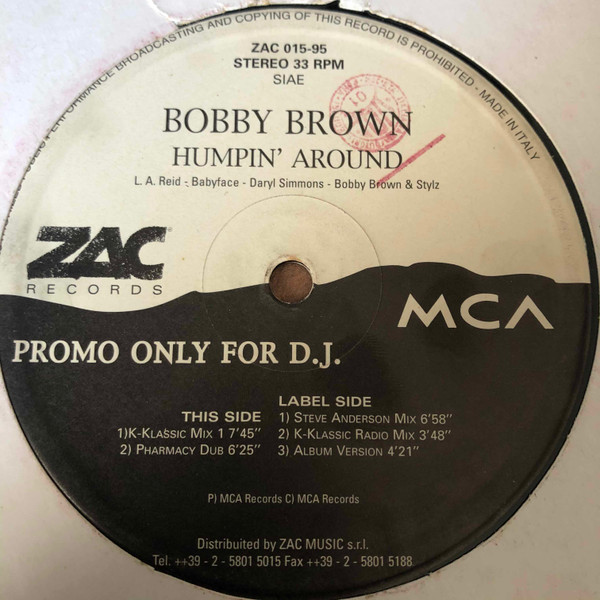 PERFORMANCE BROADCASTING AND COPYING OF THIS RECORD IS PROHIBITED - MADE IN ITALY
ZAC 015-95
STEREO 33 RPM
SIAE
BOBBY BROWN
HUMPIN' AROUND
L. A. Reid - Babyface - Daryl Simmons - Bobby Brown & Stylz
ZAC
RECORDS
MCA
PROMO ONLY FOR D.J.
LABEL SIDE
THIS SIDE
1) STEVE ANDERSON MIX 6'58"
1)K-KLASSIC MIX 1 7'45"
2) K-KLASSIC RADIO MIX 3'48"
2) PHARMACY DUB 6'25"
3) ALBUM VERSION 4'21"
P) MCA Records C) MCA Records
Distribuited by ZAC MUSIC s.r.l.
Tel. ++39 - 2 - 5801 5015 Fax ++39 - 2 - 5801 5188